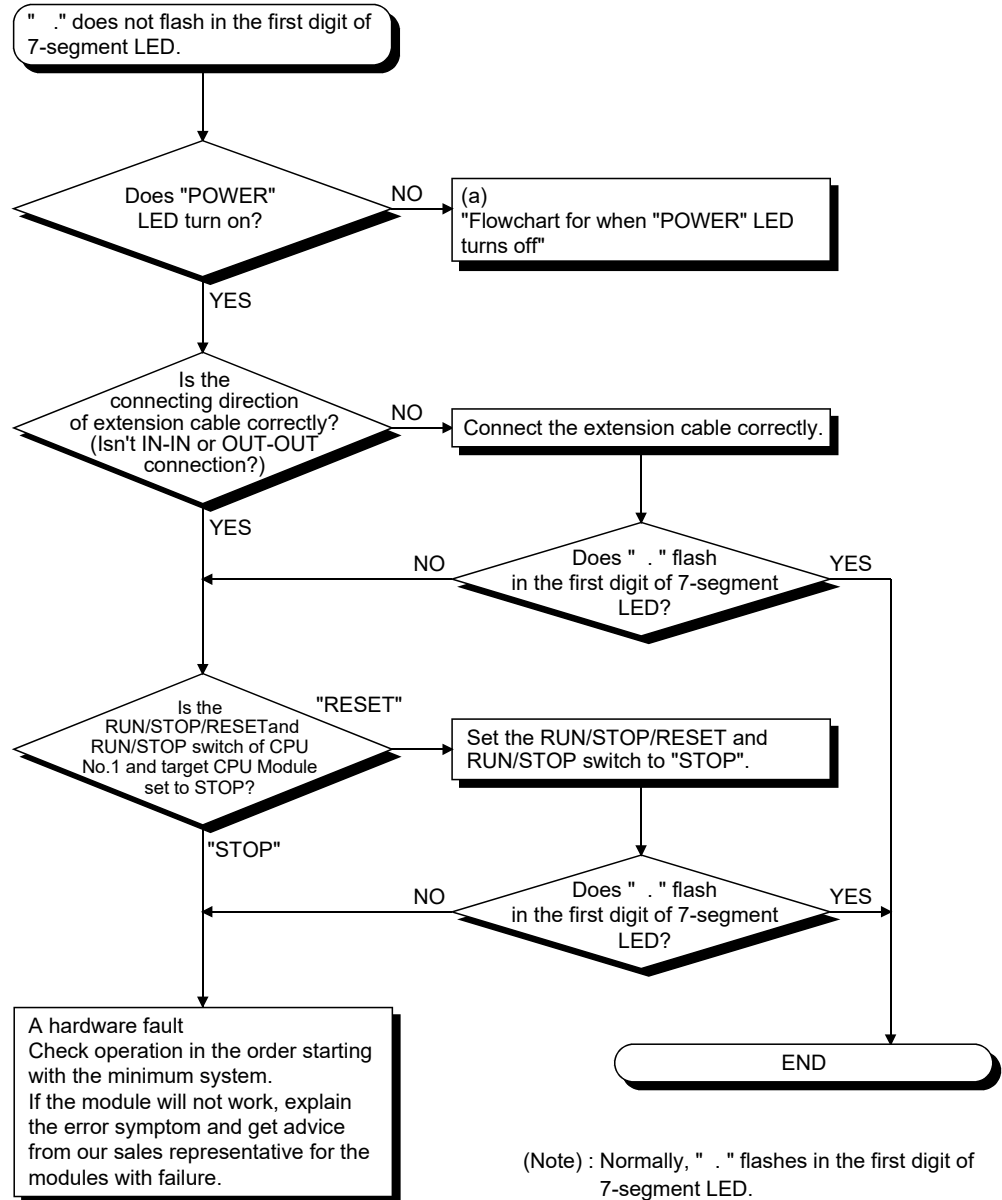 " ." does not flash in the first digit of
7-segment LED.
Does "POWER"
LED turn on?
NO
(a)
"Flowchart for when "POWER" LED
turns off"
YES
Is the
connecting direction
of extension cable correctly?
(Isn't IN-IN or OUT-OUT
connection?)
NO
Connect the extension cable correctly.
YES
NO
Does " . " flash
in the first digit of 7-segment
LED?
YES
Is the
RUN/STOP/RESETand
RUN/STOP switch of CPU
No.1 and target CPU Module
set to STOP?
"RESET"
Set the RUN/STOP/RESET and
RUN/STOP switch to "STOP".
"STOP"
NO
Does " . " flash
in the first digit of 7-segment
LED?
YES
A hardware fault
Check operation in the order starting
with the minimum system.
If the module will not work, explain
the error symptom and get advice
from our sales representative for the
modules with failure.
END
(Note) : Normally, " . " flashes in the first digit of
7-segment LED.